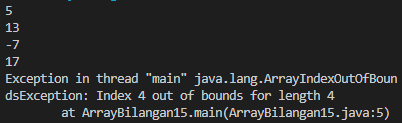 5
13
-7
17
Exception in thread "main" java.lang.ArrayIndexOutOfBoun
dsException: Index 4 out of bounds for length 4
        at ArrayBilangan15.main(ArrayBilangan15.java:5)